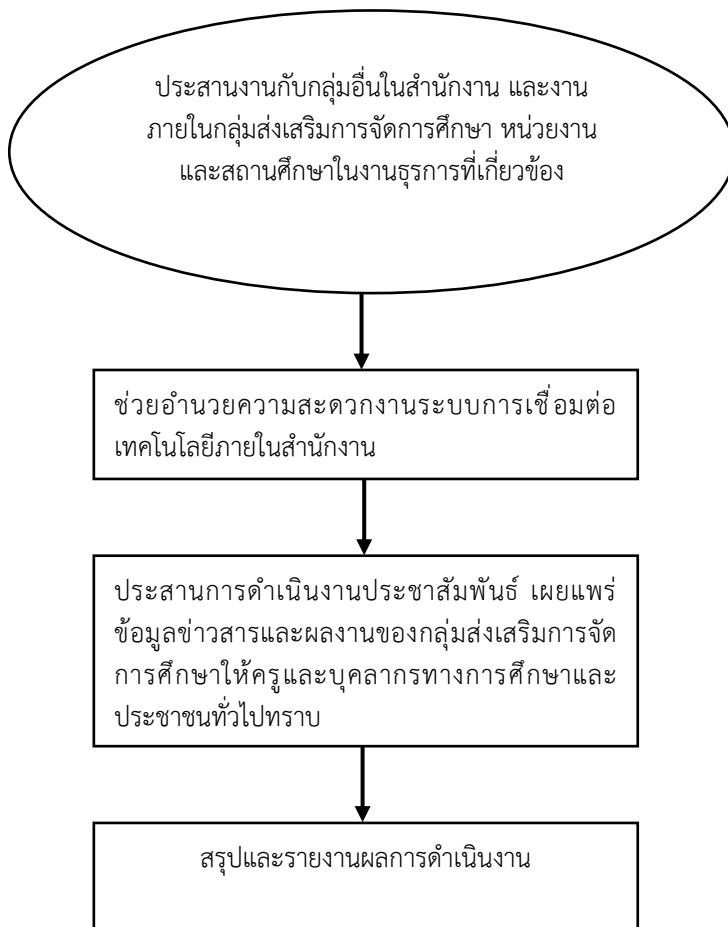 ประสานงานกับกลุ่มอื่นในสำนักงาน และงาน
ภายในกลุ่มส่งเสริมการจัดการศึกษา หน่วยงาน
และสถานศึกษาในงานธุรการที่เกี่ยวข้อง
ช่วยอำนวยความสะดวกงานระบบการเชื่อมต่อ
เทคโนโลยีภายในสำนักงาน
ประสานการดำเนินงานประชาสัมพันธ์ เผยแพร่
ข้อมูลข่าวสารและผลงานของกลุ่มส่งเสริมการจัด
การศึกษาให้ครูและบุคลากรทางการศึกษาและ
ประชาชนทั่วไปทราบ
สรุปและรายงานผลการดำเนินงาน